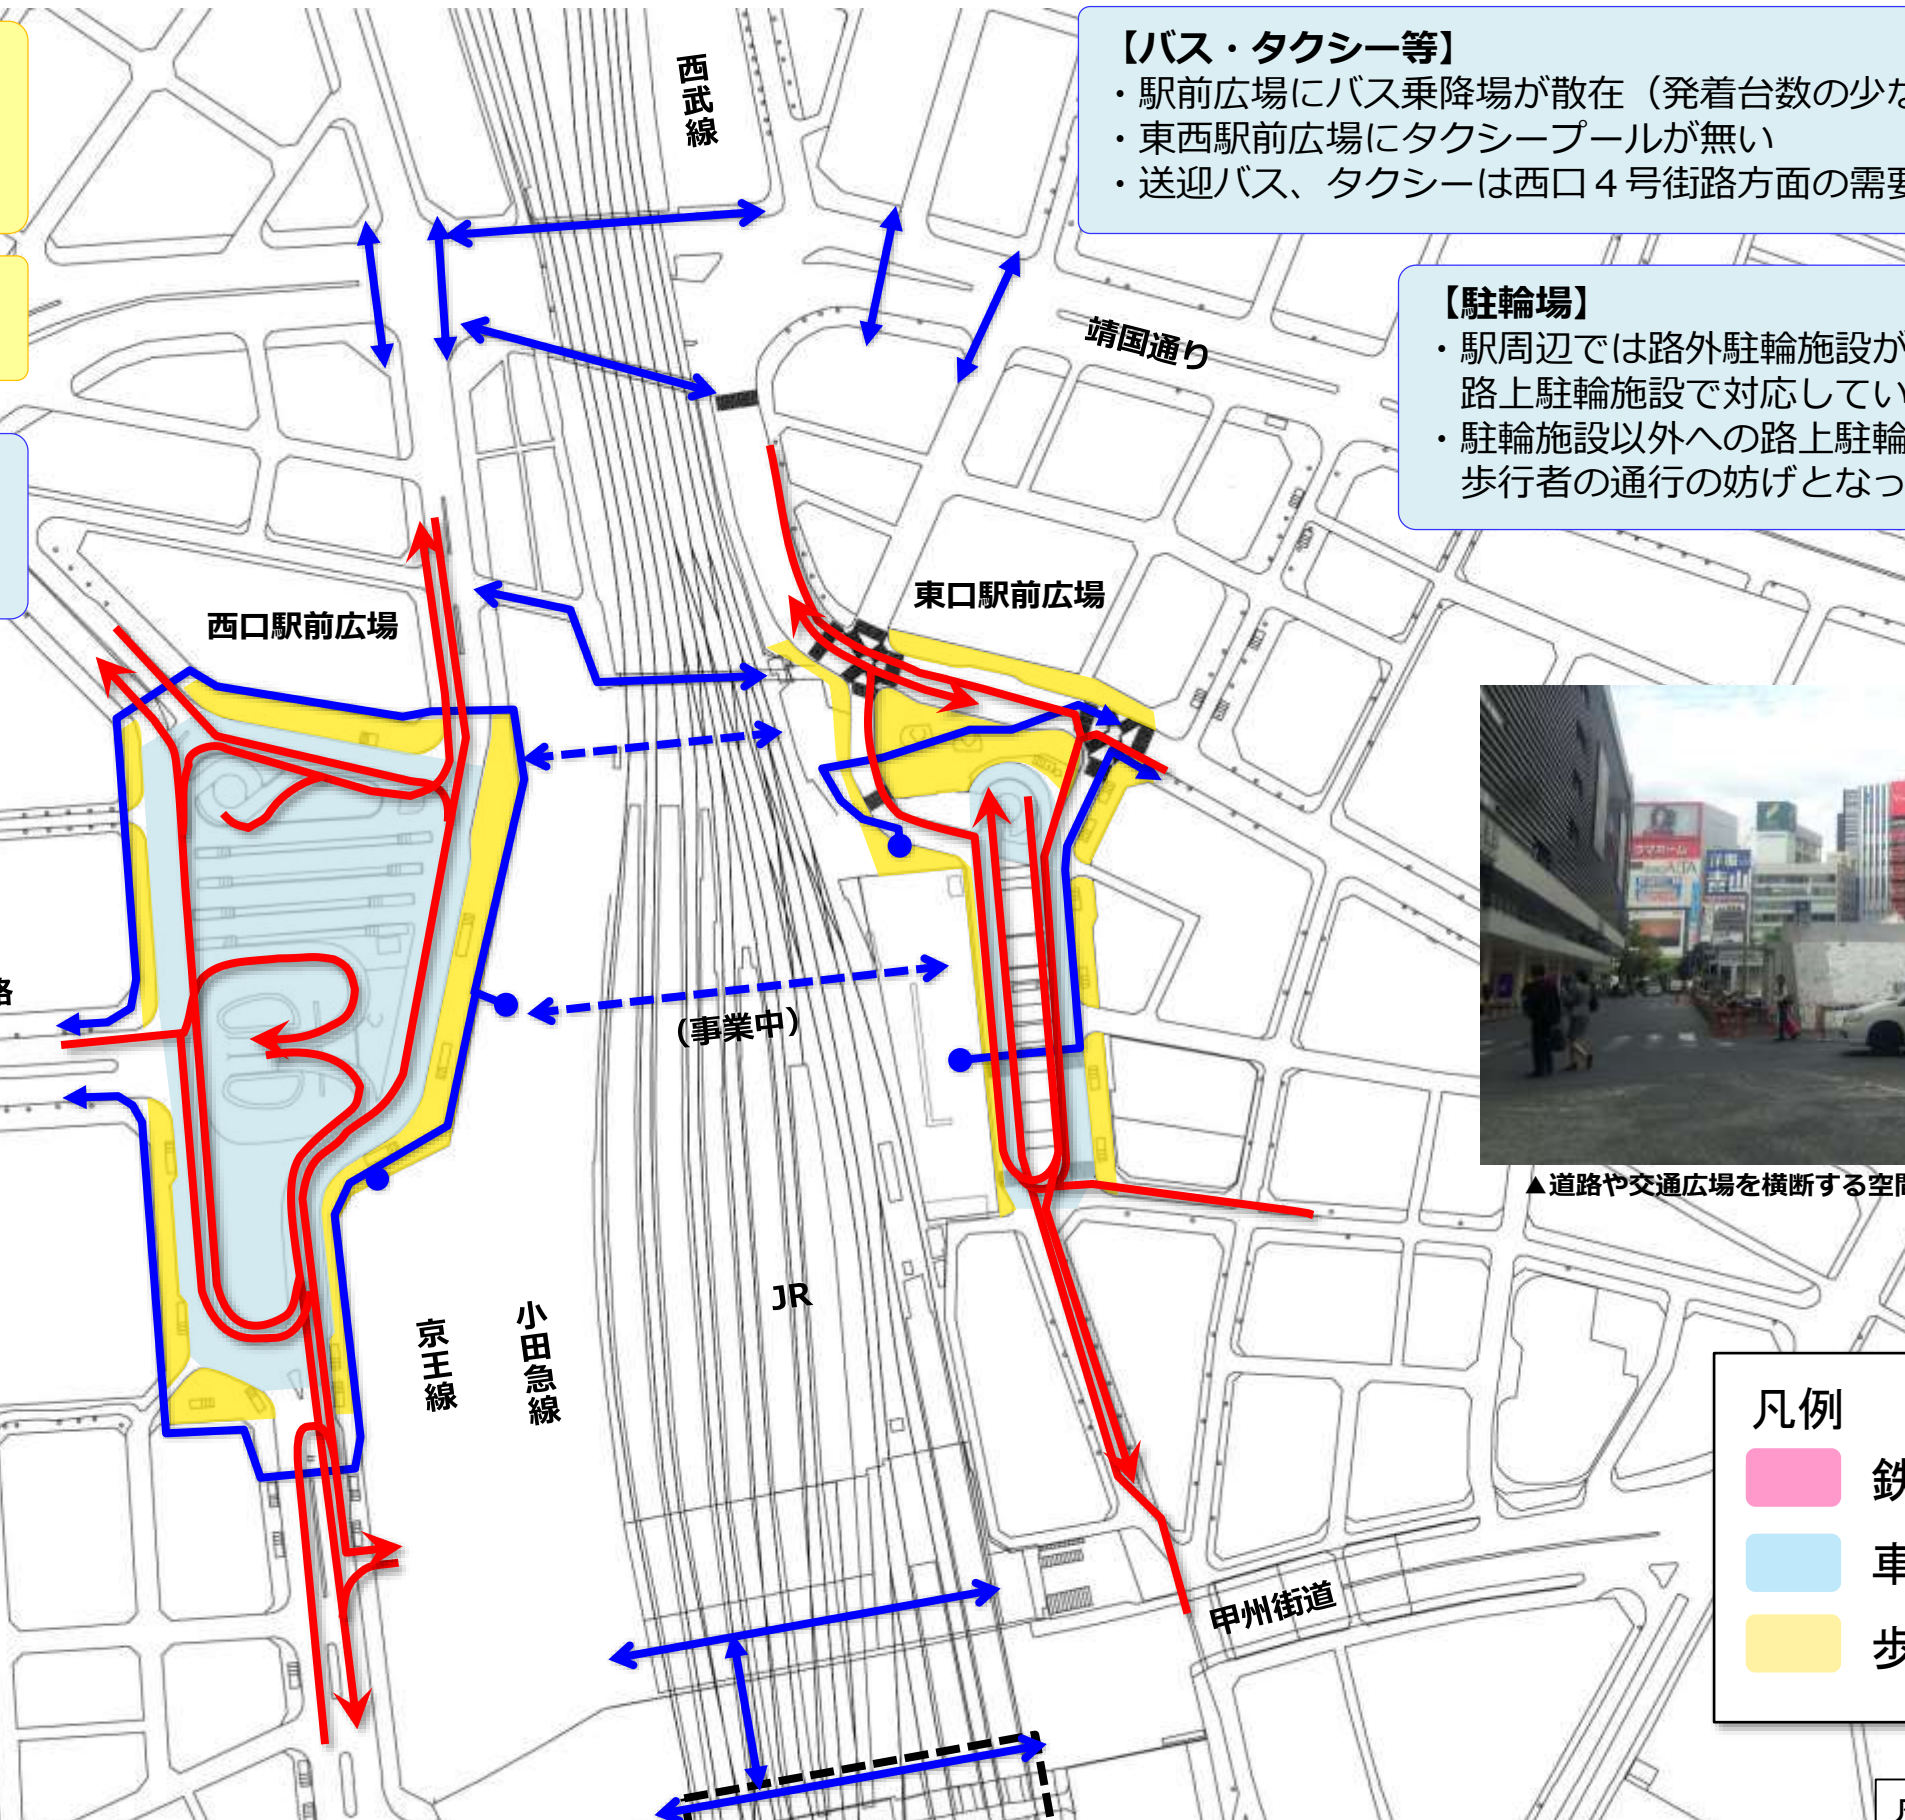 【バス・タクシー等】
・駅前広場にバス乗降場が散在（発着台数の少な
・東西駅前広場にタクシープールが無い
・送迎バス、タクシーは西口４号街路方面の需要
【駐輪場】
・駅周辺では路外駐輪施設が
路上駐輪施設で対応してい
・駐輪施設以外への路上駐輪
歩行者の通行の妨げとなっ
西武線
靖国通り
東口駅前広場
西口駅前広場
路
（事業中）
▲道路や交通広場を横断する空間
JR
小田急線
京王線
甲州街道
凡例
鉄
車
歩